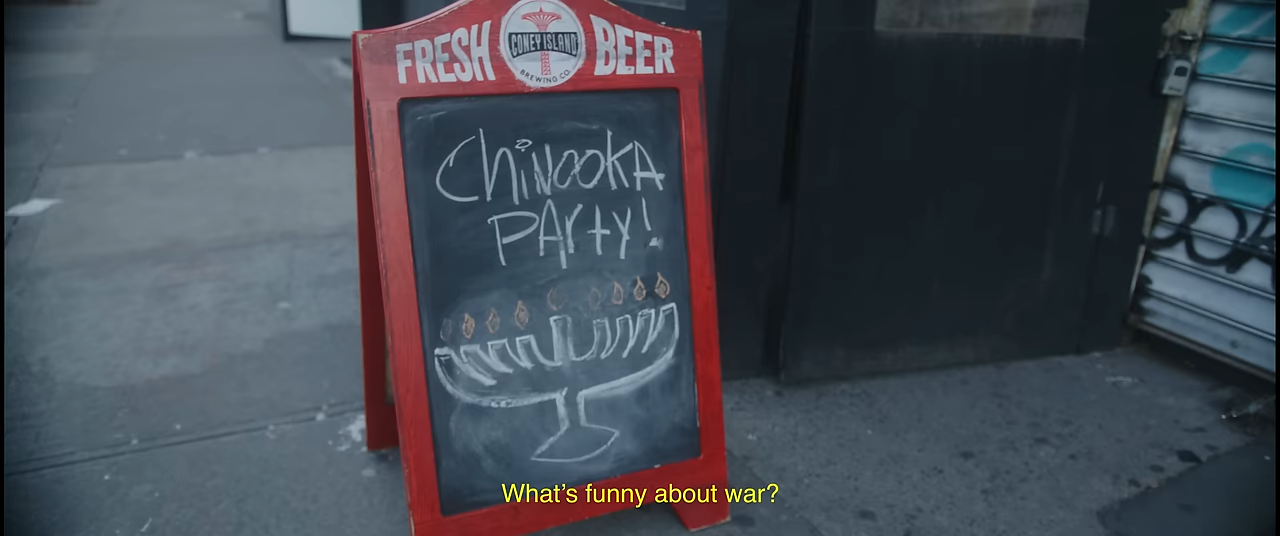 FRESH BEER
CONEY ISLAND
BREWING CO.
ChiNOOKA
PArty!
What's funny about war?